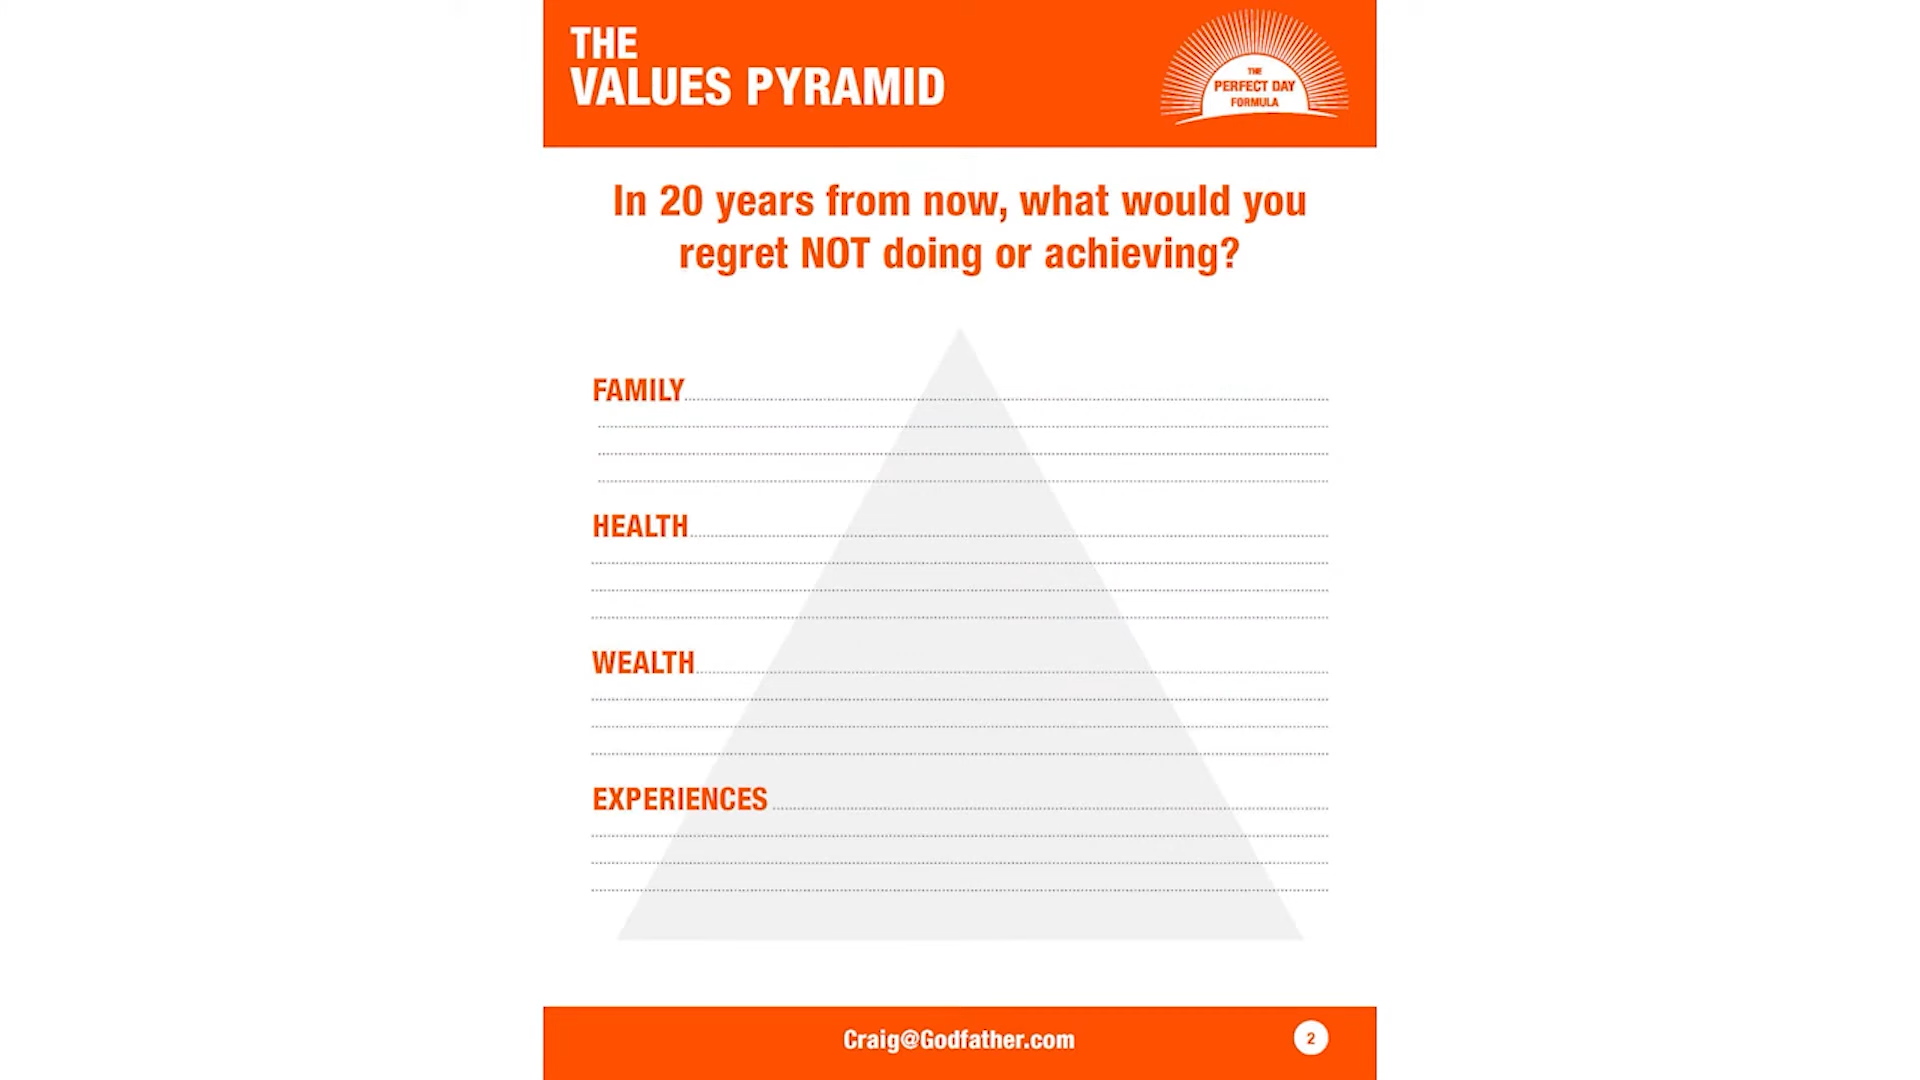 THE
VALUES PYRAMID
THE
PERFECT DAY
FORMULA
In 20 years from now, what would you
regret NOT doing or achieving?
FAMILY
HEALTH
WEALTH
EXPERIENCES
Craig@Godfather.com
2